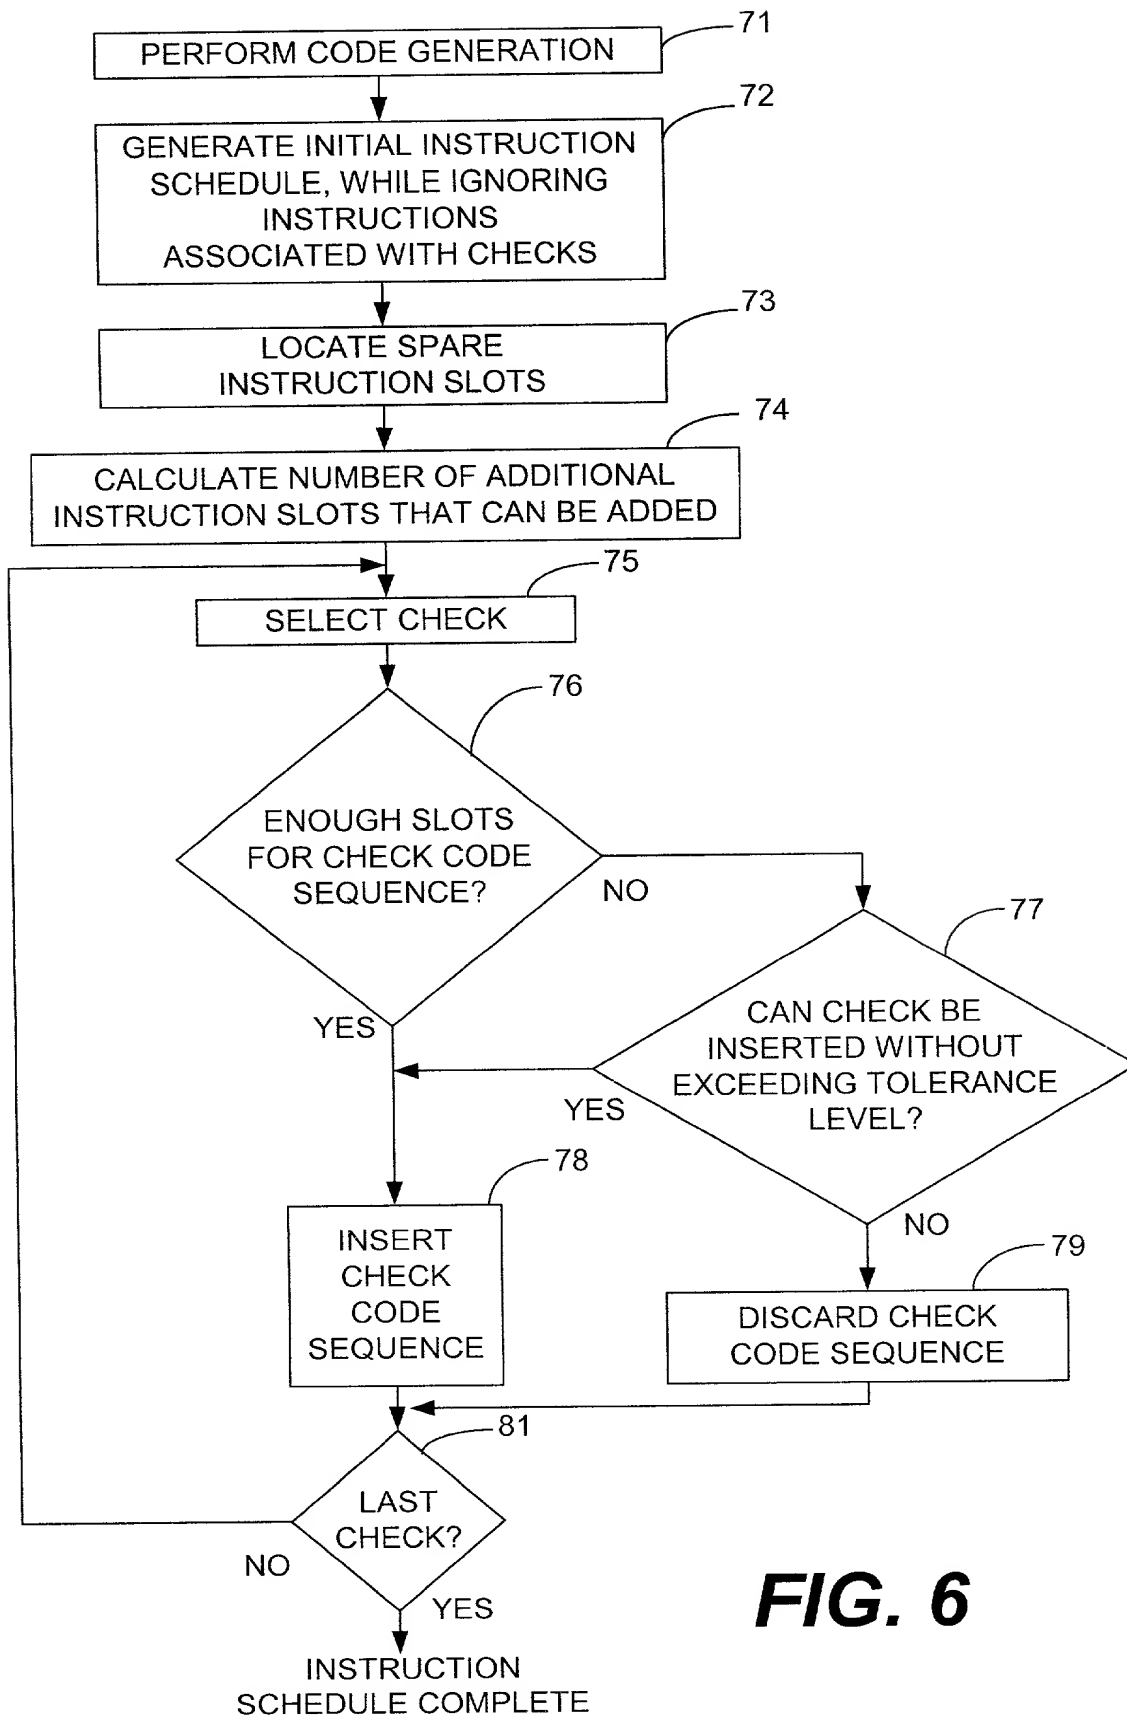 71
PERFORM CODE GENERATION
72
GENERATE INITIAL INSTRUCTION
SCHEDULE, WHILE IGNORING
INSTRUCTIONS
ASSOCIATED WITH CHECKS
73
LOCATE SPARE
INSTRUCTION SLOTS
74
CALCULATE NUMBER OF ADDITIONAL
INSTRUCTION SLOTS THAT CAN BE ADDED
75
SELECT CHECK
76
ENOUGH SLOTS
FOR CHECK CODE
SEQUENCE?
NO
YES
77
CAN CHECK BE
INSERTED WITHOUT
EXCEEDING TOLERANCE
LEVEL?
YES
NO
78
INSERT
CHECK
CODE
SEQUENCE
79
DISCARD CHECK
CODE SEQUENCE
81
LAST
CHECK?
NO
YES
INSTRUCTION
SCHEDULE COMPLETE
FIG. 6